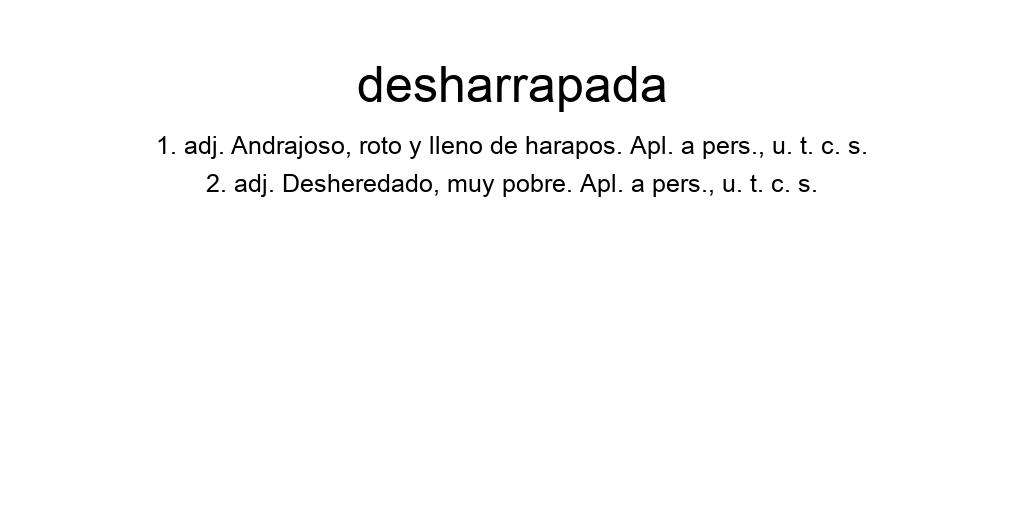 desharrapada
1. adj. Andrajoso, roto y lleno de harapos. Apl. a pers., u. t. c. s.
2. adj. Desheredado, muy pobre. Apl. a pers., u. t. c. s.